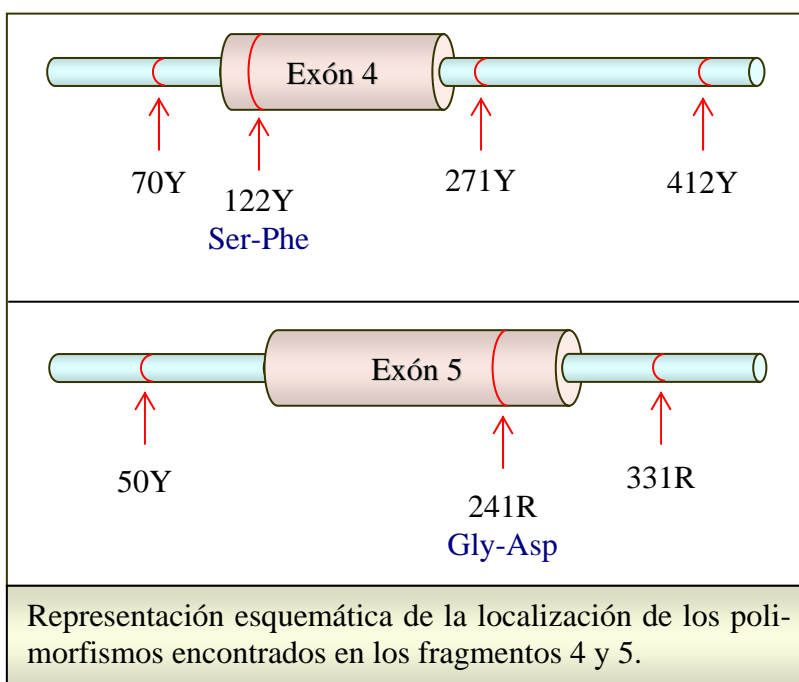 Exón 4
70Y
122Y
Ser-Phe
271Y
412Y
Exón 5
50Y
241R
Gly-Asp
331R
Representación esquemática de la localización de los poli-
morfismos encontrados en los fragmentos 4 y 5.